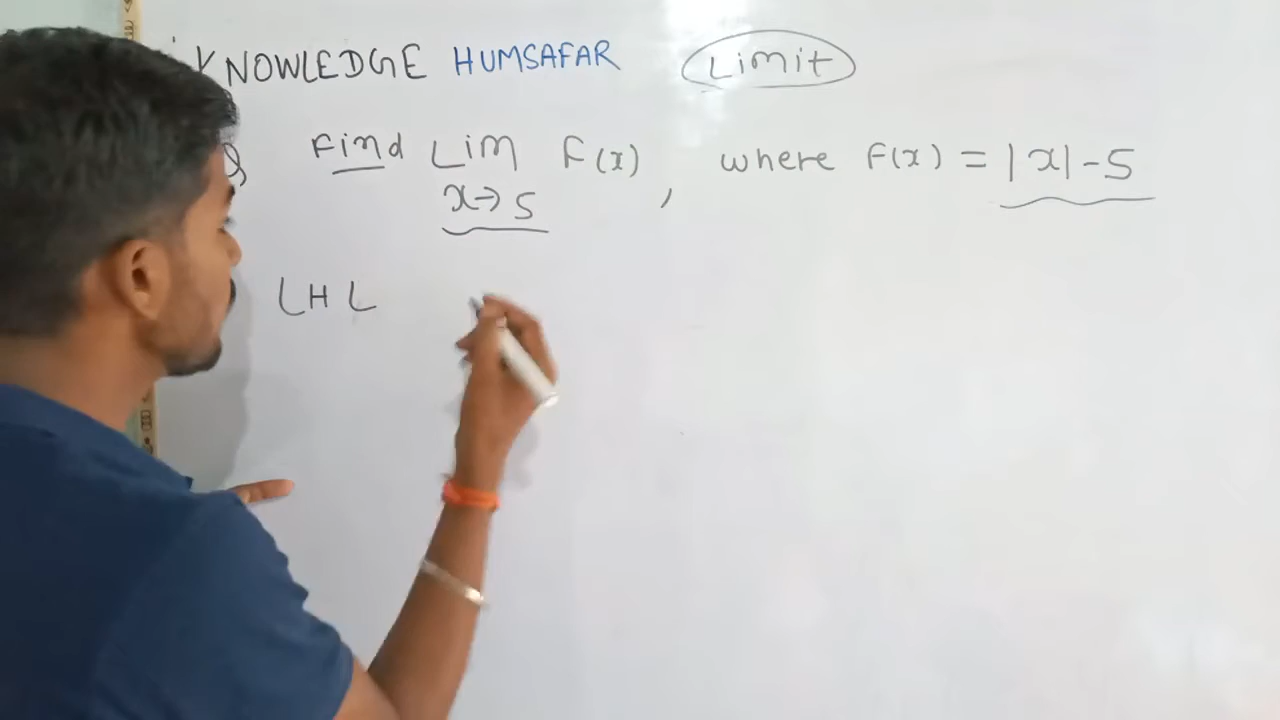 KNOWLEDGE HUMSAFAR Limit
Q Find Lim F(x), where F(x) = |x| - 5
x→5
LHL